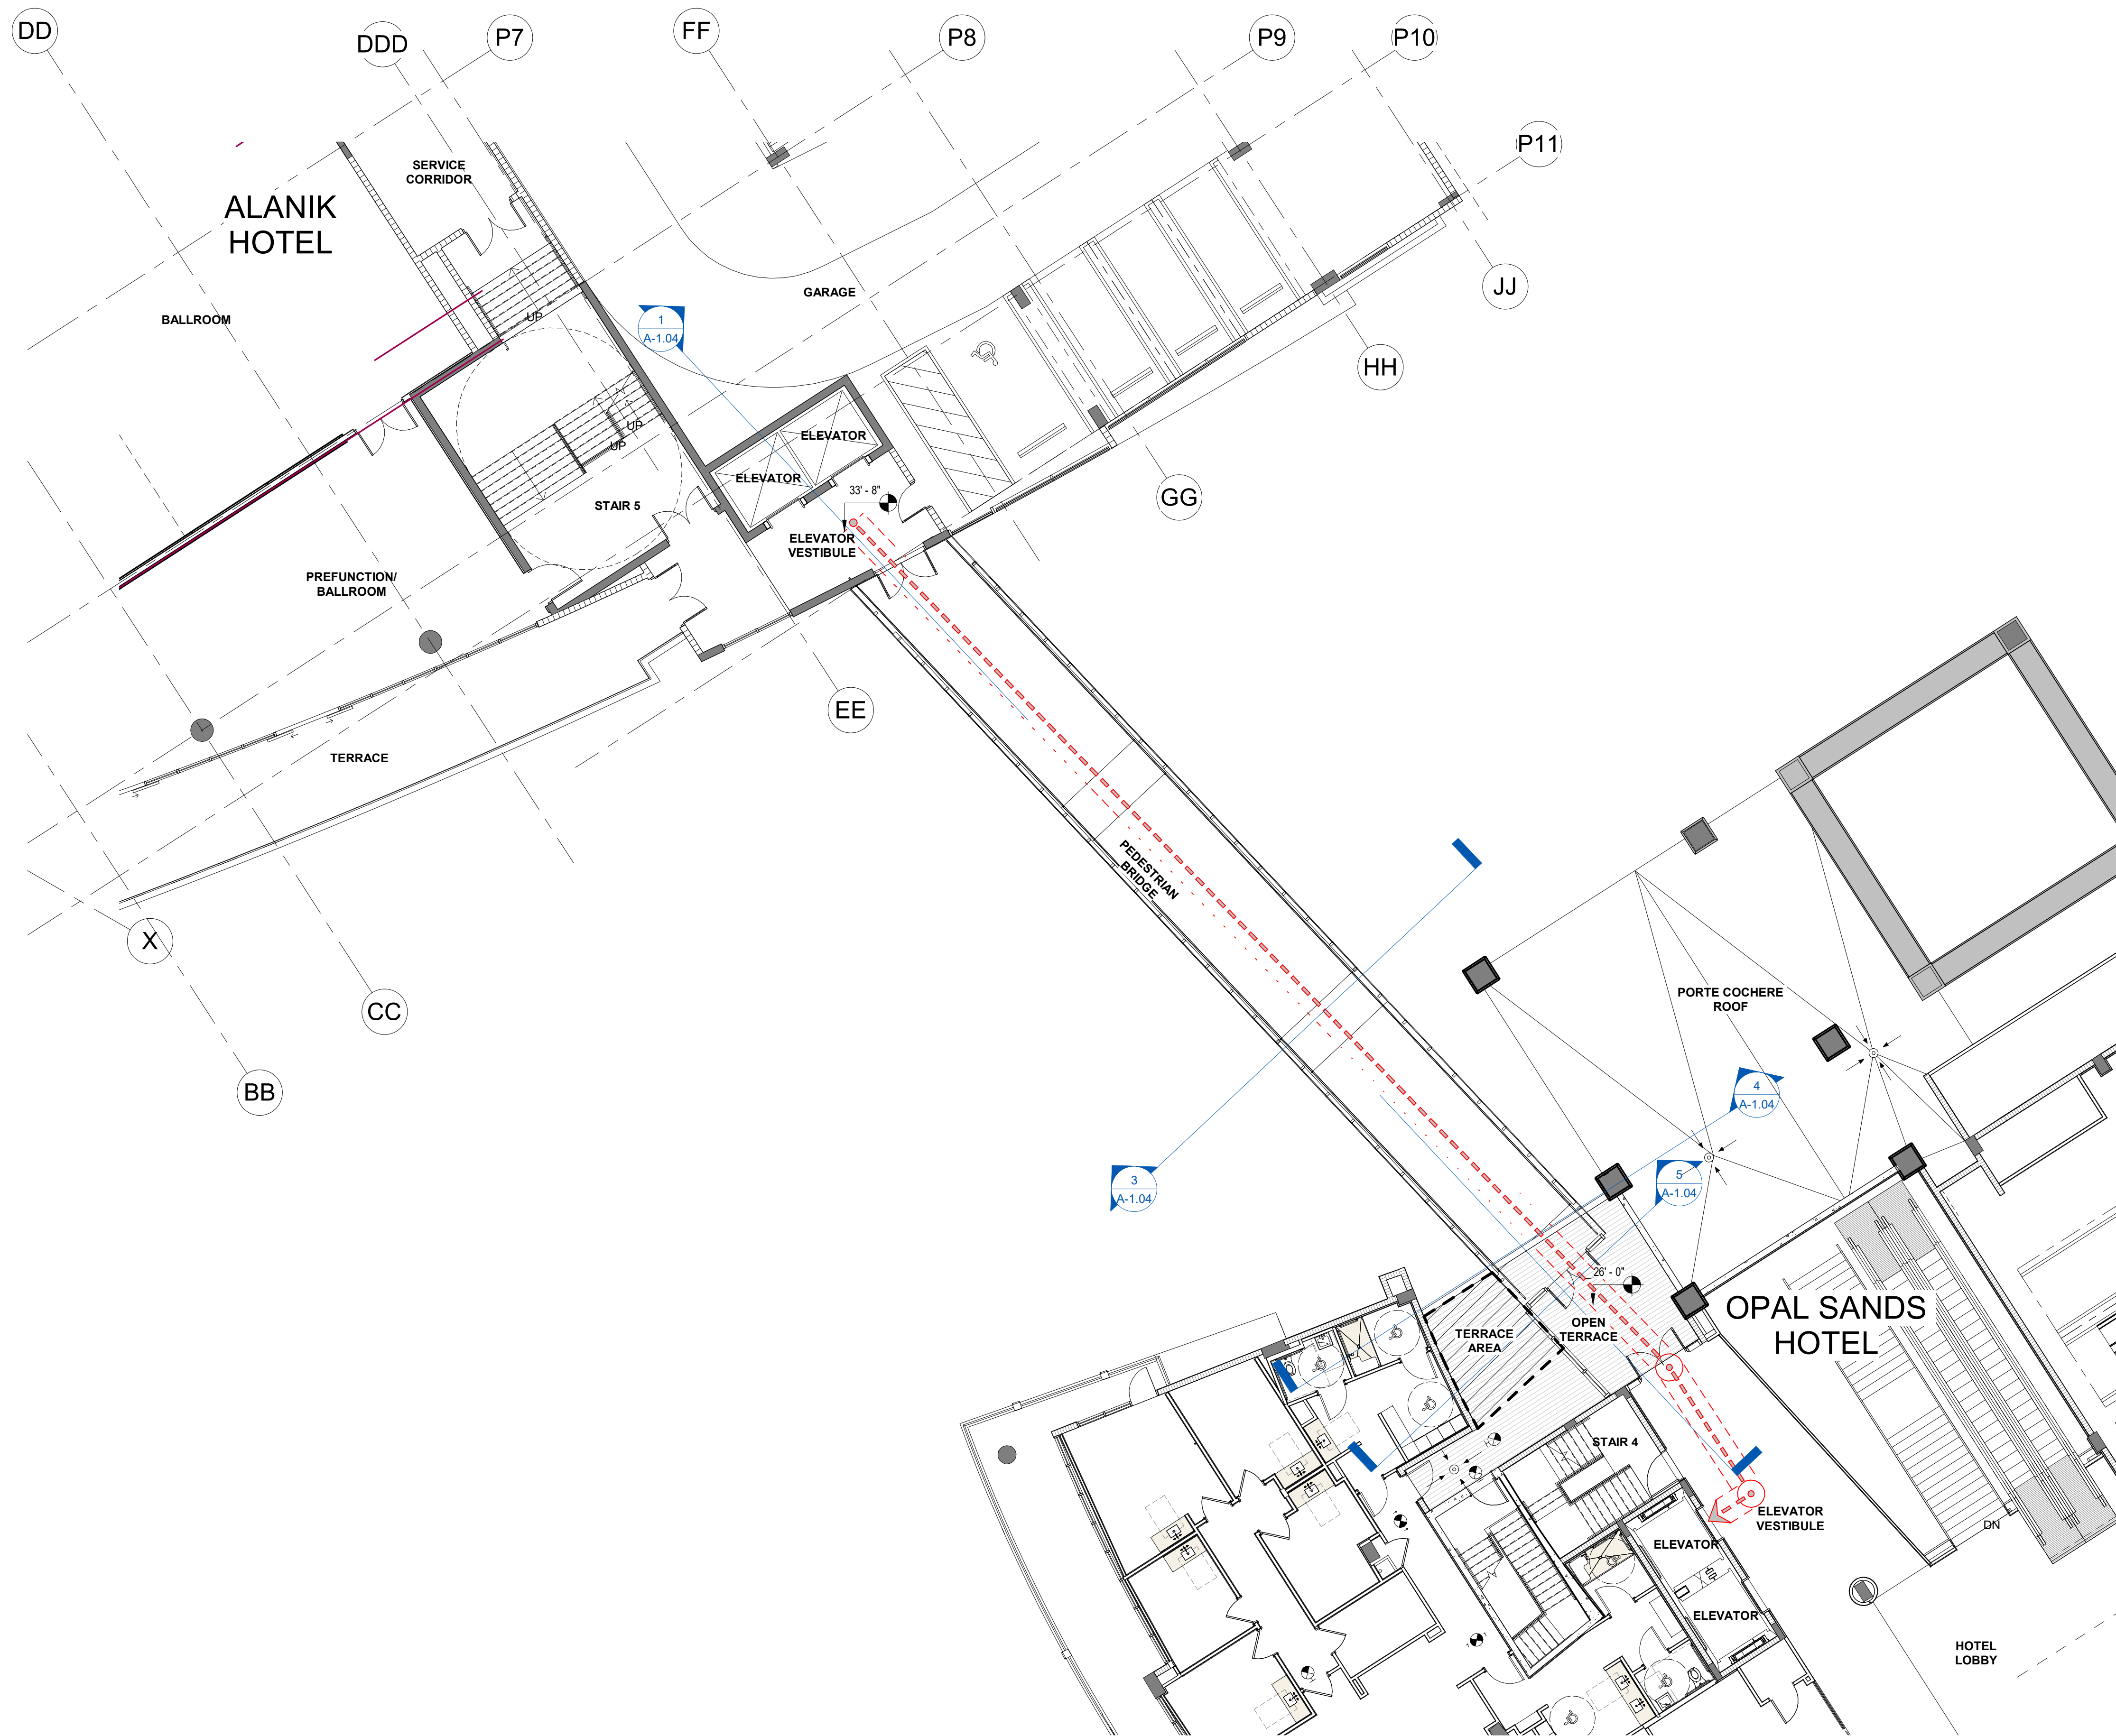 DD
DDD
P7
FF
P8
P9
P10
P11
SERVICE
CORRIDOR
ALANIK
HOTEL
BALLROOM
UP
GARAGE
JJ
1
A-1.04
HH
UP
UP
ELEVATOR
ELEVATOR
33' - 8"
GG
STAIR 5
ELEVATOR
VESTIBULE
PREFUNCTION/
BALLROOM
EE
TERRACE
PEDESTRIAN
BRIDGE
X
CC
BB
PORTE COCHERE
ROOF
4
A-1.04
3
A-1.04
5
A-1.04
26' - 0"
OPAL SANDS
HOTEL
OPEN
TERRACE
TERRACE
AREA
STAIR 4
ELEVATOR
VESTIBULE
DN
ELEVATOR
ELEVATOR
HOTEL
LOBBY